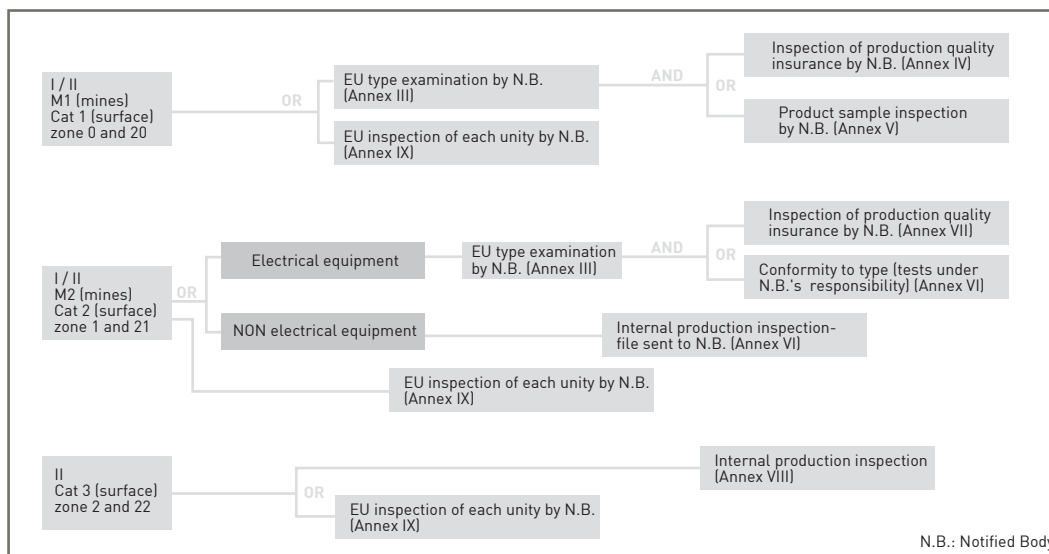 I / II
M1 (mines)
Cat 1 (surface)
zone 0 and 20
OR
EU type examination by N.B.
(Annex III)
EU inspection of each unity by N.B.
(Annex IX)
AND
Inspection of production quality
insurance by N.B. (Annex IV)
OR
Product sample inspection
by N.B. (Annex V)
I / II
M2 (mines)
Cat 2 (surface)
zone 1 and 21
OR
Electrical equipment
EU type examination
by N.B. (Annex III)
AND
Inspection of production quality
insurance by N.B. (Annex VII)
OR
Conformity to type (tests under
N.B.'s responsibility) (Annex VI)
NON electrical equipment
Internal production inspection-
file sent to N.B. (Annex VI)
EU inspection of each unity by N.B.
(Annex IX)
II
Cat 3 (surface)
zone 2 and 22
OR
Internal production inspection
(Annex VIII)
EU inspection of each unity by N.B.
(Annex IX)
N.B.: Notified Body